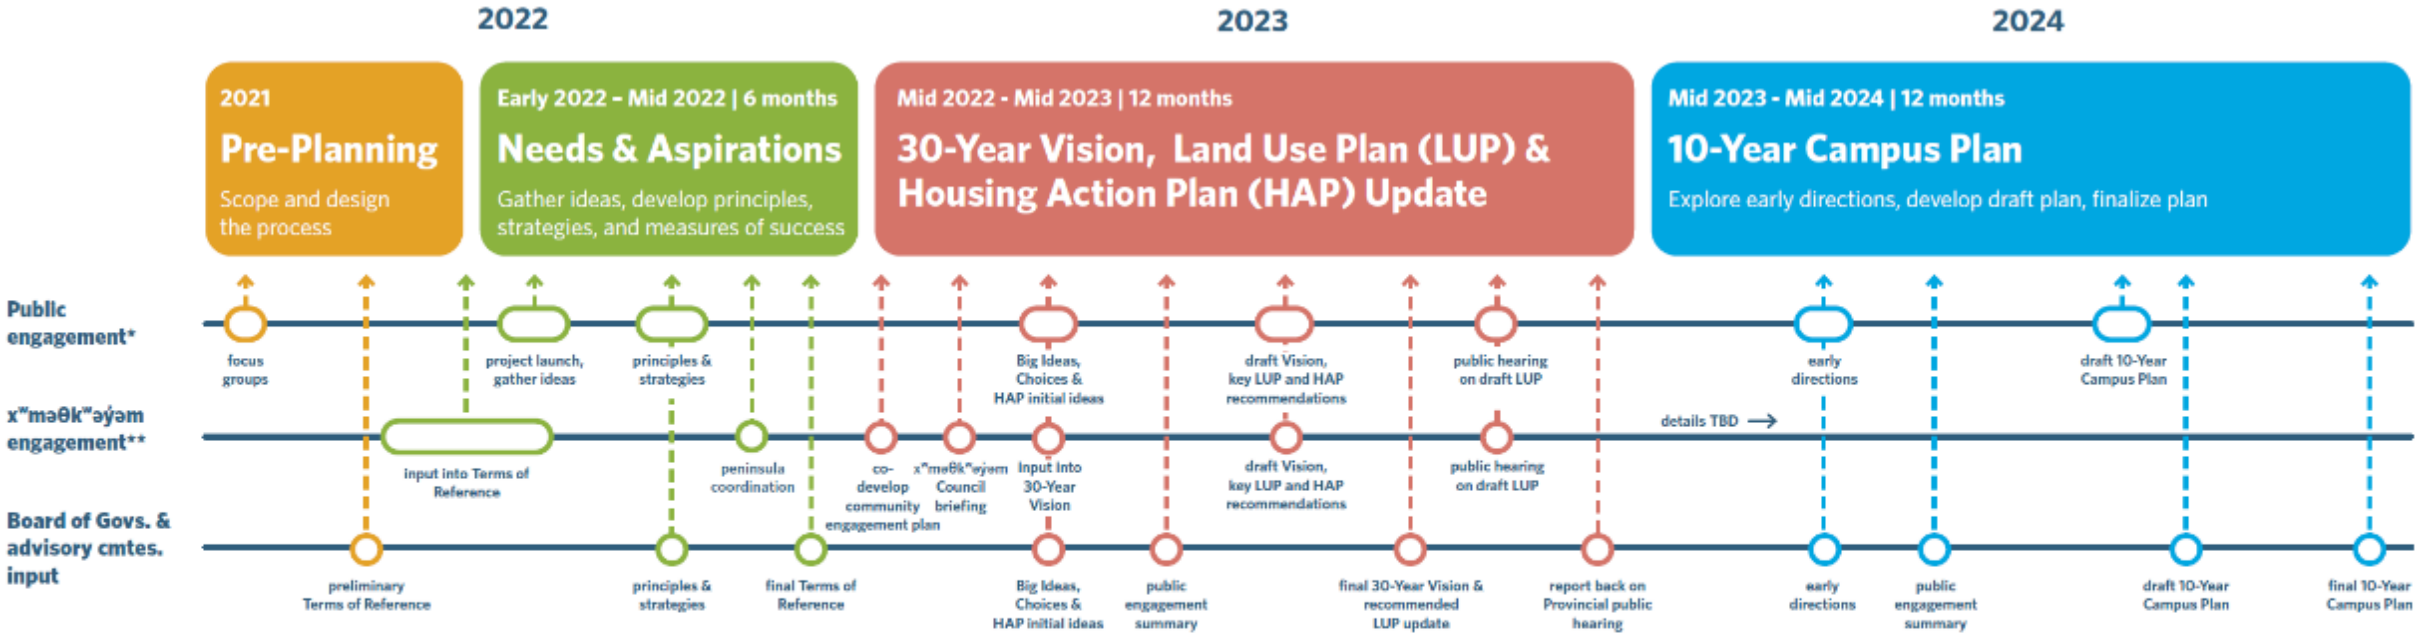 2022
2023
2024
2021
Pre-Planning
Scope and design
the process
Early 2022 – Mid 2022 | 6 months
Needs & Aspirations
Gather ideas, develop principles,
strategies, and measures of success
Mid 2022 - Mid 2023 | 12 months
30-Year Vision, Land Use Plan (LUP) &
Housing Action Plan (HAP) Update
Mid 2023 - Mid 2024 | 12 months
10-Year Campus Plan
Explore early directions, develop draft plan, finalize plan
Public
engagement*
focus
groups
project launch,
gather ideas
principles &
strategies
Big Ideas,
Choices &
HAP initial ideas
draft Vision,
key LUP and HAP
recommendations
public hearing
on draft LUP
early
directions
draft 10-Year
Campus Plan
xʷməθkʷəy̓əm
engagement**
input into Terms of
Reference
peninsula
coordination
co-
develop
community
engagement plan
xʷməθkʷəy̓əm
Council
briefing
Input into
30-Year
Vision
draft Vision,
key LUP and HAP
recommendations
public hearing
on draft LUP
details TBD →
Board of Govs. &
advisory cmtes.
input
preliminary
Terms of Reference
principles &
strategies
final Terms of
Reference
Big Ideas,
Choices &
HAP initial ideas
public
engagement
summary
final 30-Year Vision &
recommended
LUP update
report back on
Provincial public
hearing
early
directions
public
engagement
summary
draft 10-Year
Campus Plan
final 10-Year
Campus Plan